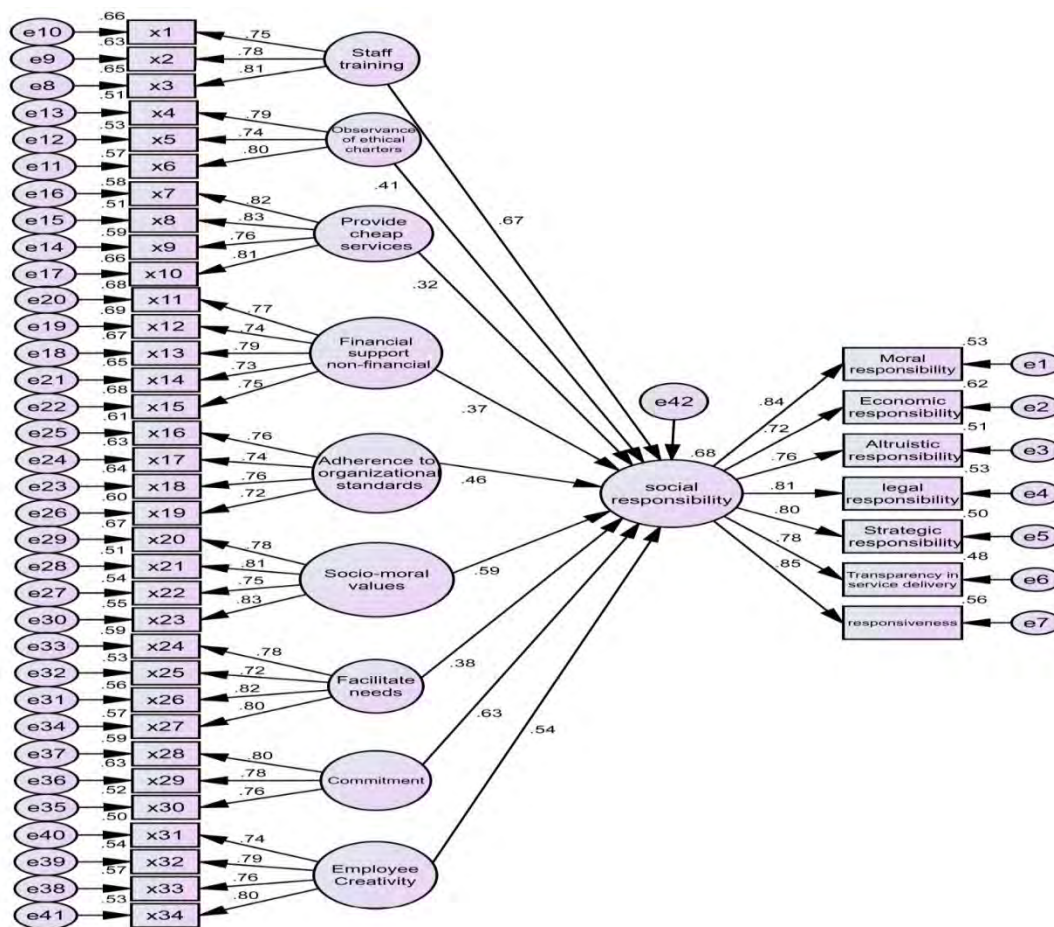 .66
e10 x1 .75
.63
e9 x2 .78
.65
e8 x3 .81
Staff
training
.51
e13 x4 .79
.53
e12 x5 .74
.57
e11 x6 .80
Observance
of ethical
charters
.58
e16 x7 .82
.51
e15 x8 .83
.59
e14 x9 .76
.66
e17 x10 .81
Provide
cheap
services
.68
e20 x11 .77
.69
e19 x12 .74
.67
e18 x13 .79
.65
e21 x14 .73
.68
e22 x15 .75
Financial
support
non-financial
.61
e25 x16 .76
.63
e24 x17 .74
.64
e23 x18 .76
.60
e26 x19 .72
Adherence to
organizational
standards
.67
e29 x20 .78
.51
e28 x21 .81
.54
e27 x22 .75
.55
e30 x23 .83
Socio-moral
values
.59
e33 x24 .78
.53
e32 x25 .72
.56
e31 x26 .82
.57
e34 x27 .80
Facilitate
needs
.59
e37 x28 .80
.63
e36 x29 .78
.52
e35 x30 .76
Commitment
.50
e40 x31 .74
.54
e39 x32 .79
.57
e38 x33 .76
.53
e41 x34 .80
Employee
Creativity
.67
.41
.32
.37
.46
.59
.38
.63
.54
e42
.68
social
responsibility
.84
.72
.76
.81
.80
.78
.85
.53
Moral
responsibility
e1
.62
Economic
responsibility
e2
.51
Altruistic
responsibility
e3
.53
legal
responsibility
e4
.50
Strategic
responsibility
e5
.48
Transparency in
service delivery
e6
.56
responsiveness
e7